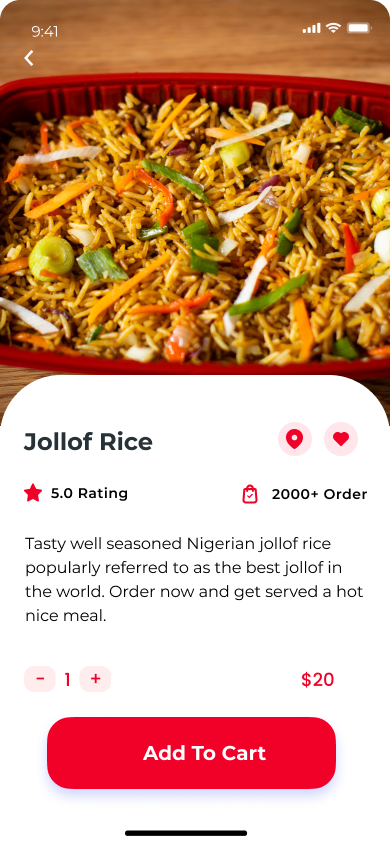 9:41
Jollof Rice
5.0 Rating
2000+ Order
Tasty well seasoned Nigerian jollof rice
popularly referred to as the best jollof in
the world. Order now and get served a hot
nice meal.
- 1 +
$20
Add To Cart